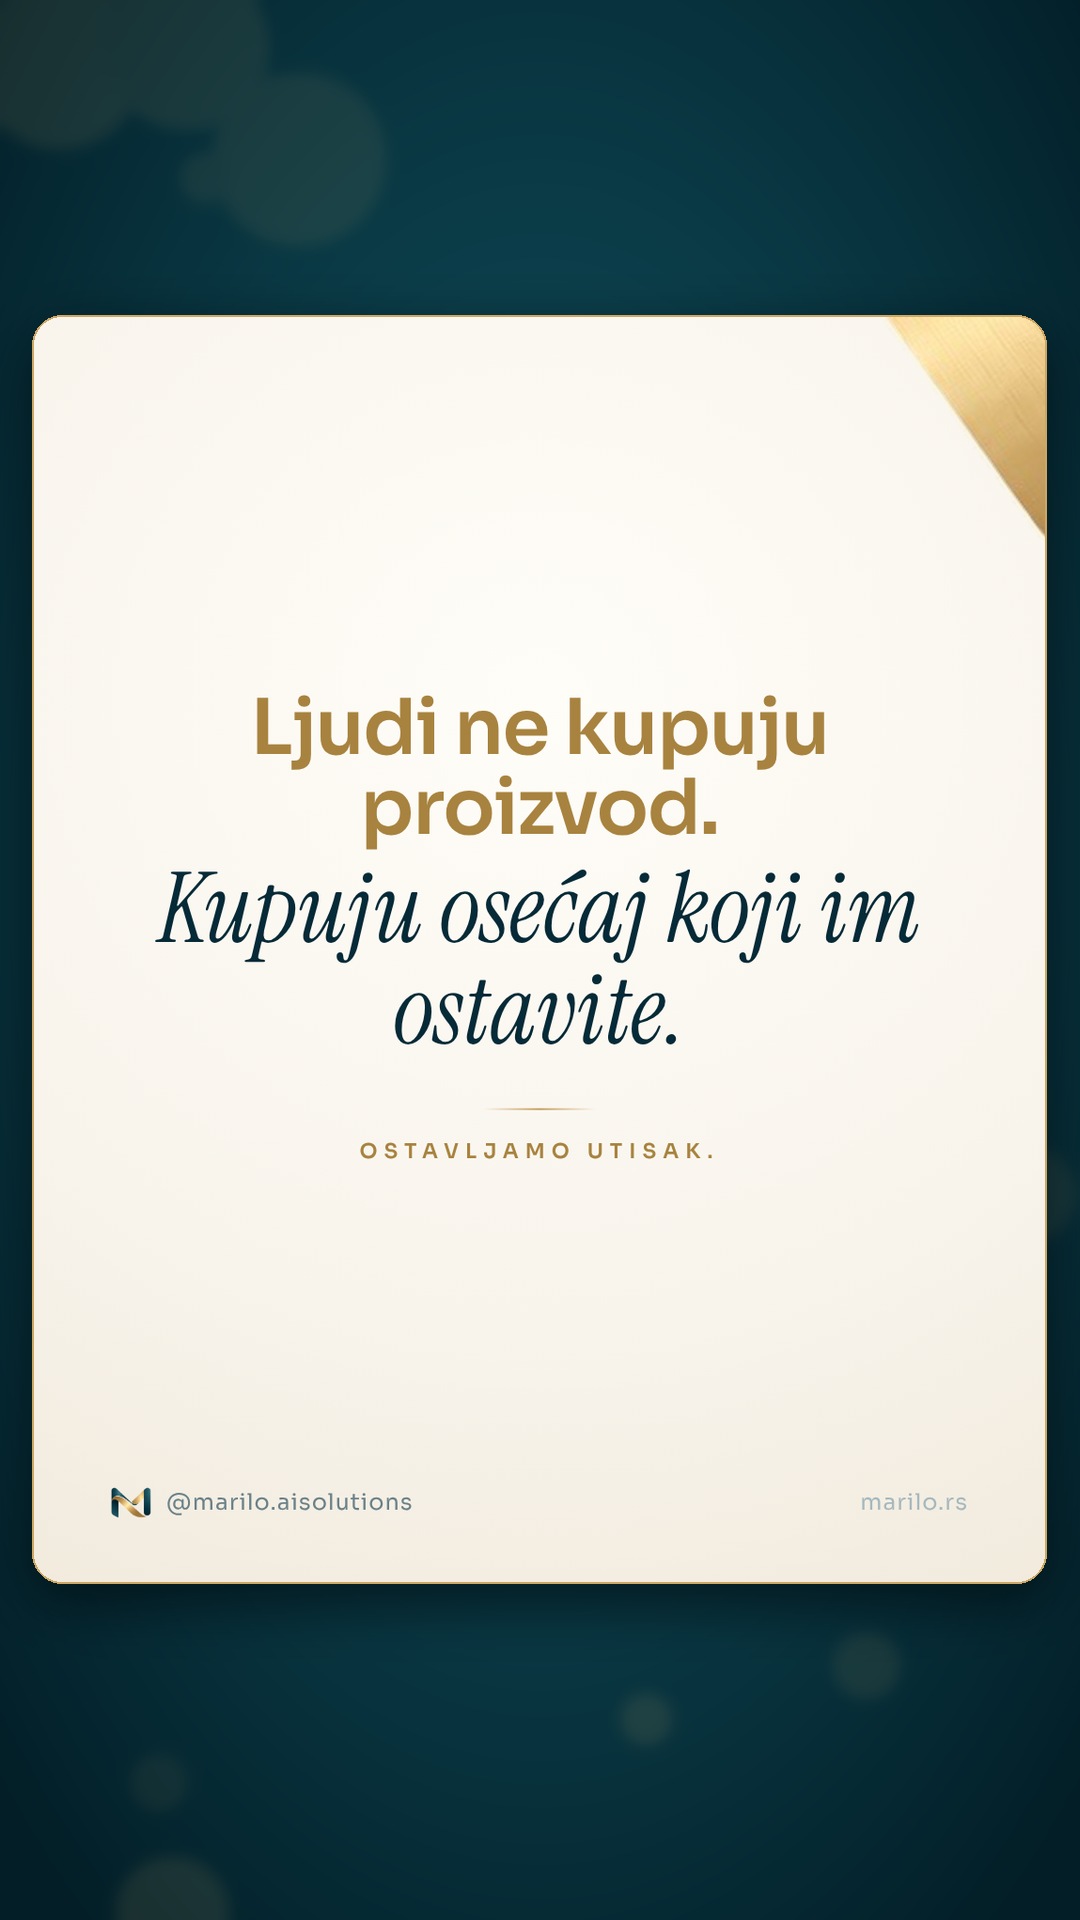 Ljudi ne kupuju
proizvod.
Kupuju osećaj koji im
ostavite.
OSTAVLJAMO UTISAK.
@marilo.aisolutions
marilo.rs